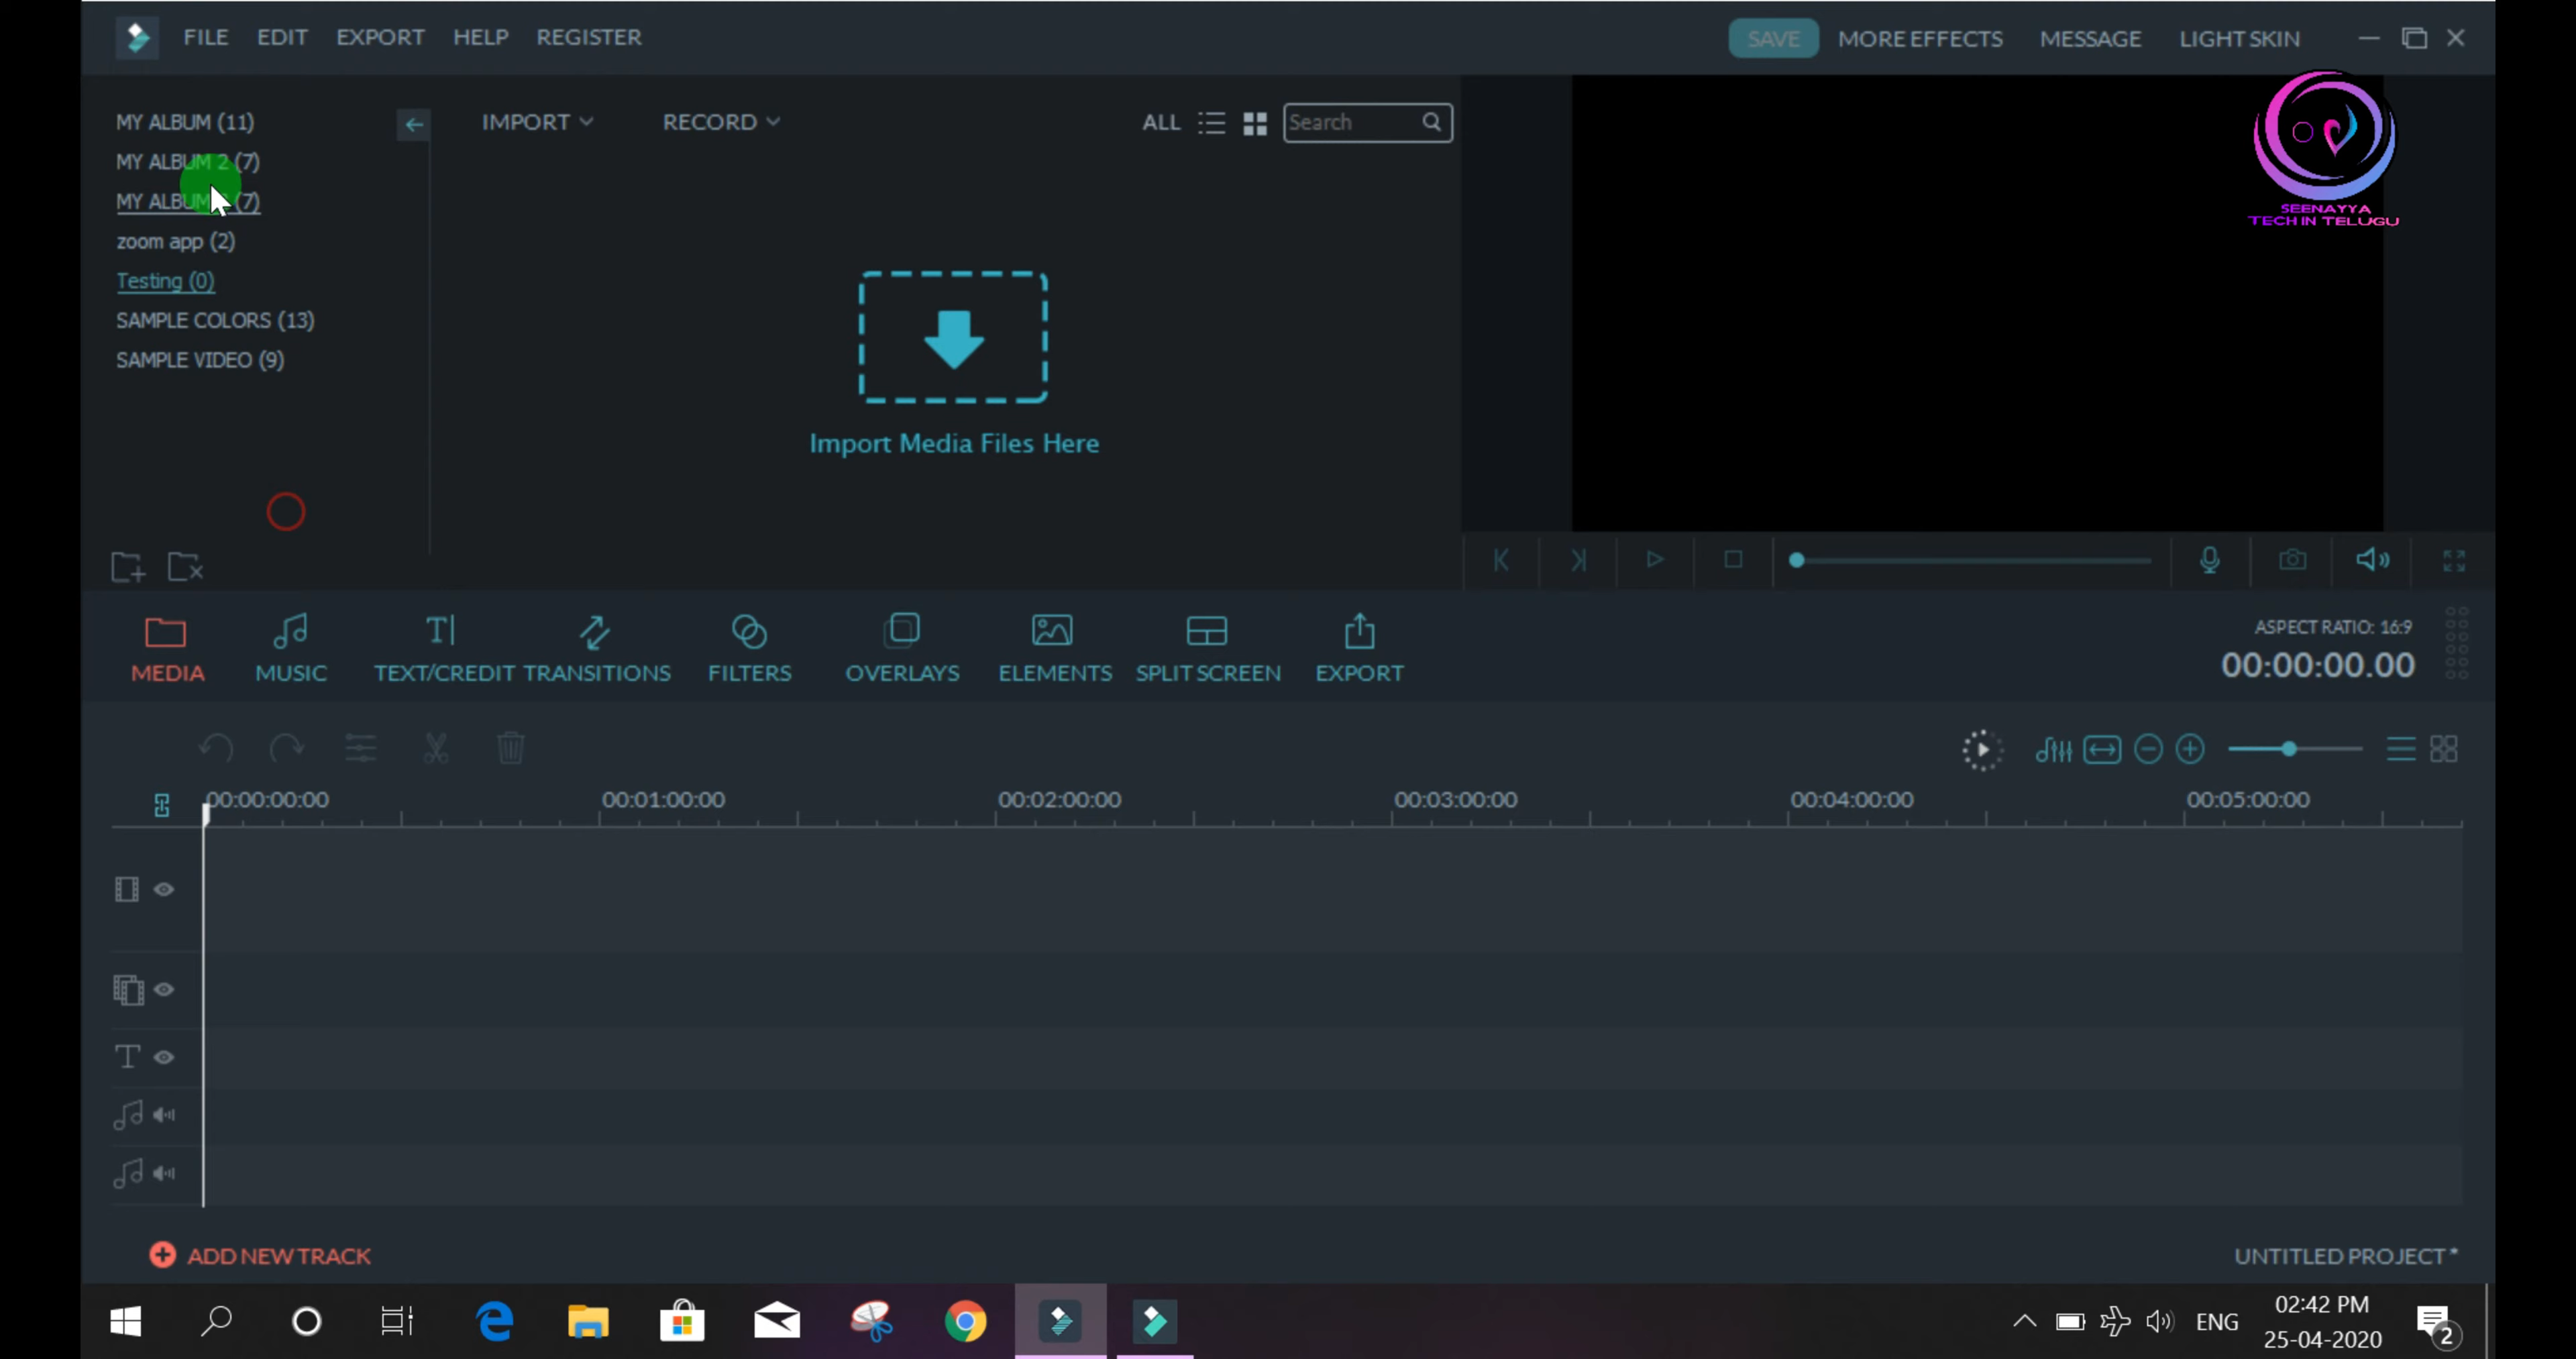 FILE EDIT EXPORT HELP REGISTER
SAVE MORE EFFECTS MESSAGE LIGHT SKIN
MY ALBUM (11)
MY ALBUM 2 (7)
MY ALBUM (7)
zoom app (2)
Testing (0)
SAMPLE COLORS (13)
SAMPLE VIDEO (9)
IMPORT RECORD ALL Search
Import Media Files Here
SEENAYYA
TECH IN TELUGU
MEDIA MUSIC TEXT/CREDIT TRANSITIONS FILTERS OVERLAYS ELEMENTS SPLIT SCREEN EXPORT
ASPECT RATIO: 16:9
00:00:00.00
00:00:00:00 00:01:00:00 00:02:00:00 00:03:00:00 00:04:00:00 00:05:00:00
ADD NEW TRACK
UNTITLED PROJECT*
ENG
02:42 PM
25-04-2020
2